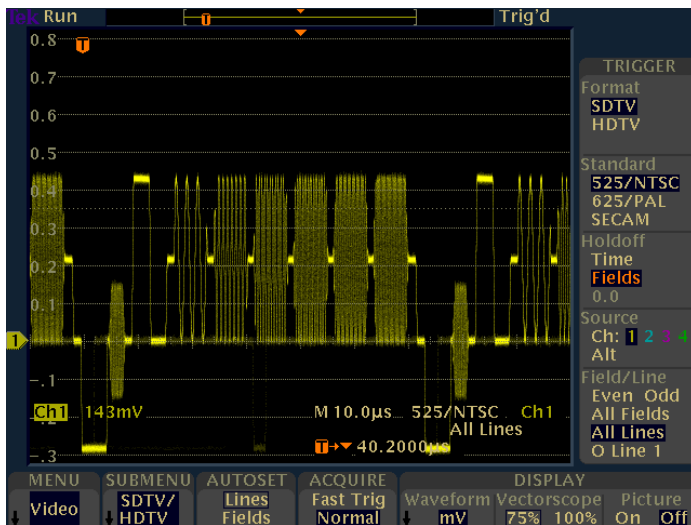 Tek Run
Trig'd
0.8
T
T
0.7
0.6
0.5
0.4
0.3
0.2
0.1
1
-.1
-.3
Ch1 143mV
M 10.0µs 525/NTSC Ch1
All Lines
T→▼ 40.2000µs
TRIGGER
Format
SDTV
HDTV
Standard
525/NTSC
625/PAL
SECAM
Holdoff
Time
Fields
0.0
Source
Ch: 1 2 3 4
Alt
Field/Line
Even Odd
All Fields
All Lines
O Line 1
MENU
Video
SUBMENU
SDTV/
HDTV
AUTOSET
Lines
Fields
ACQUIRE
Fast Trig
Normal
DISPLAY
Waveform Vectorscope Picture
mV 75% 100% On Off